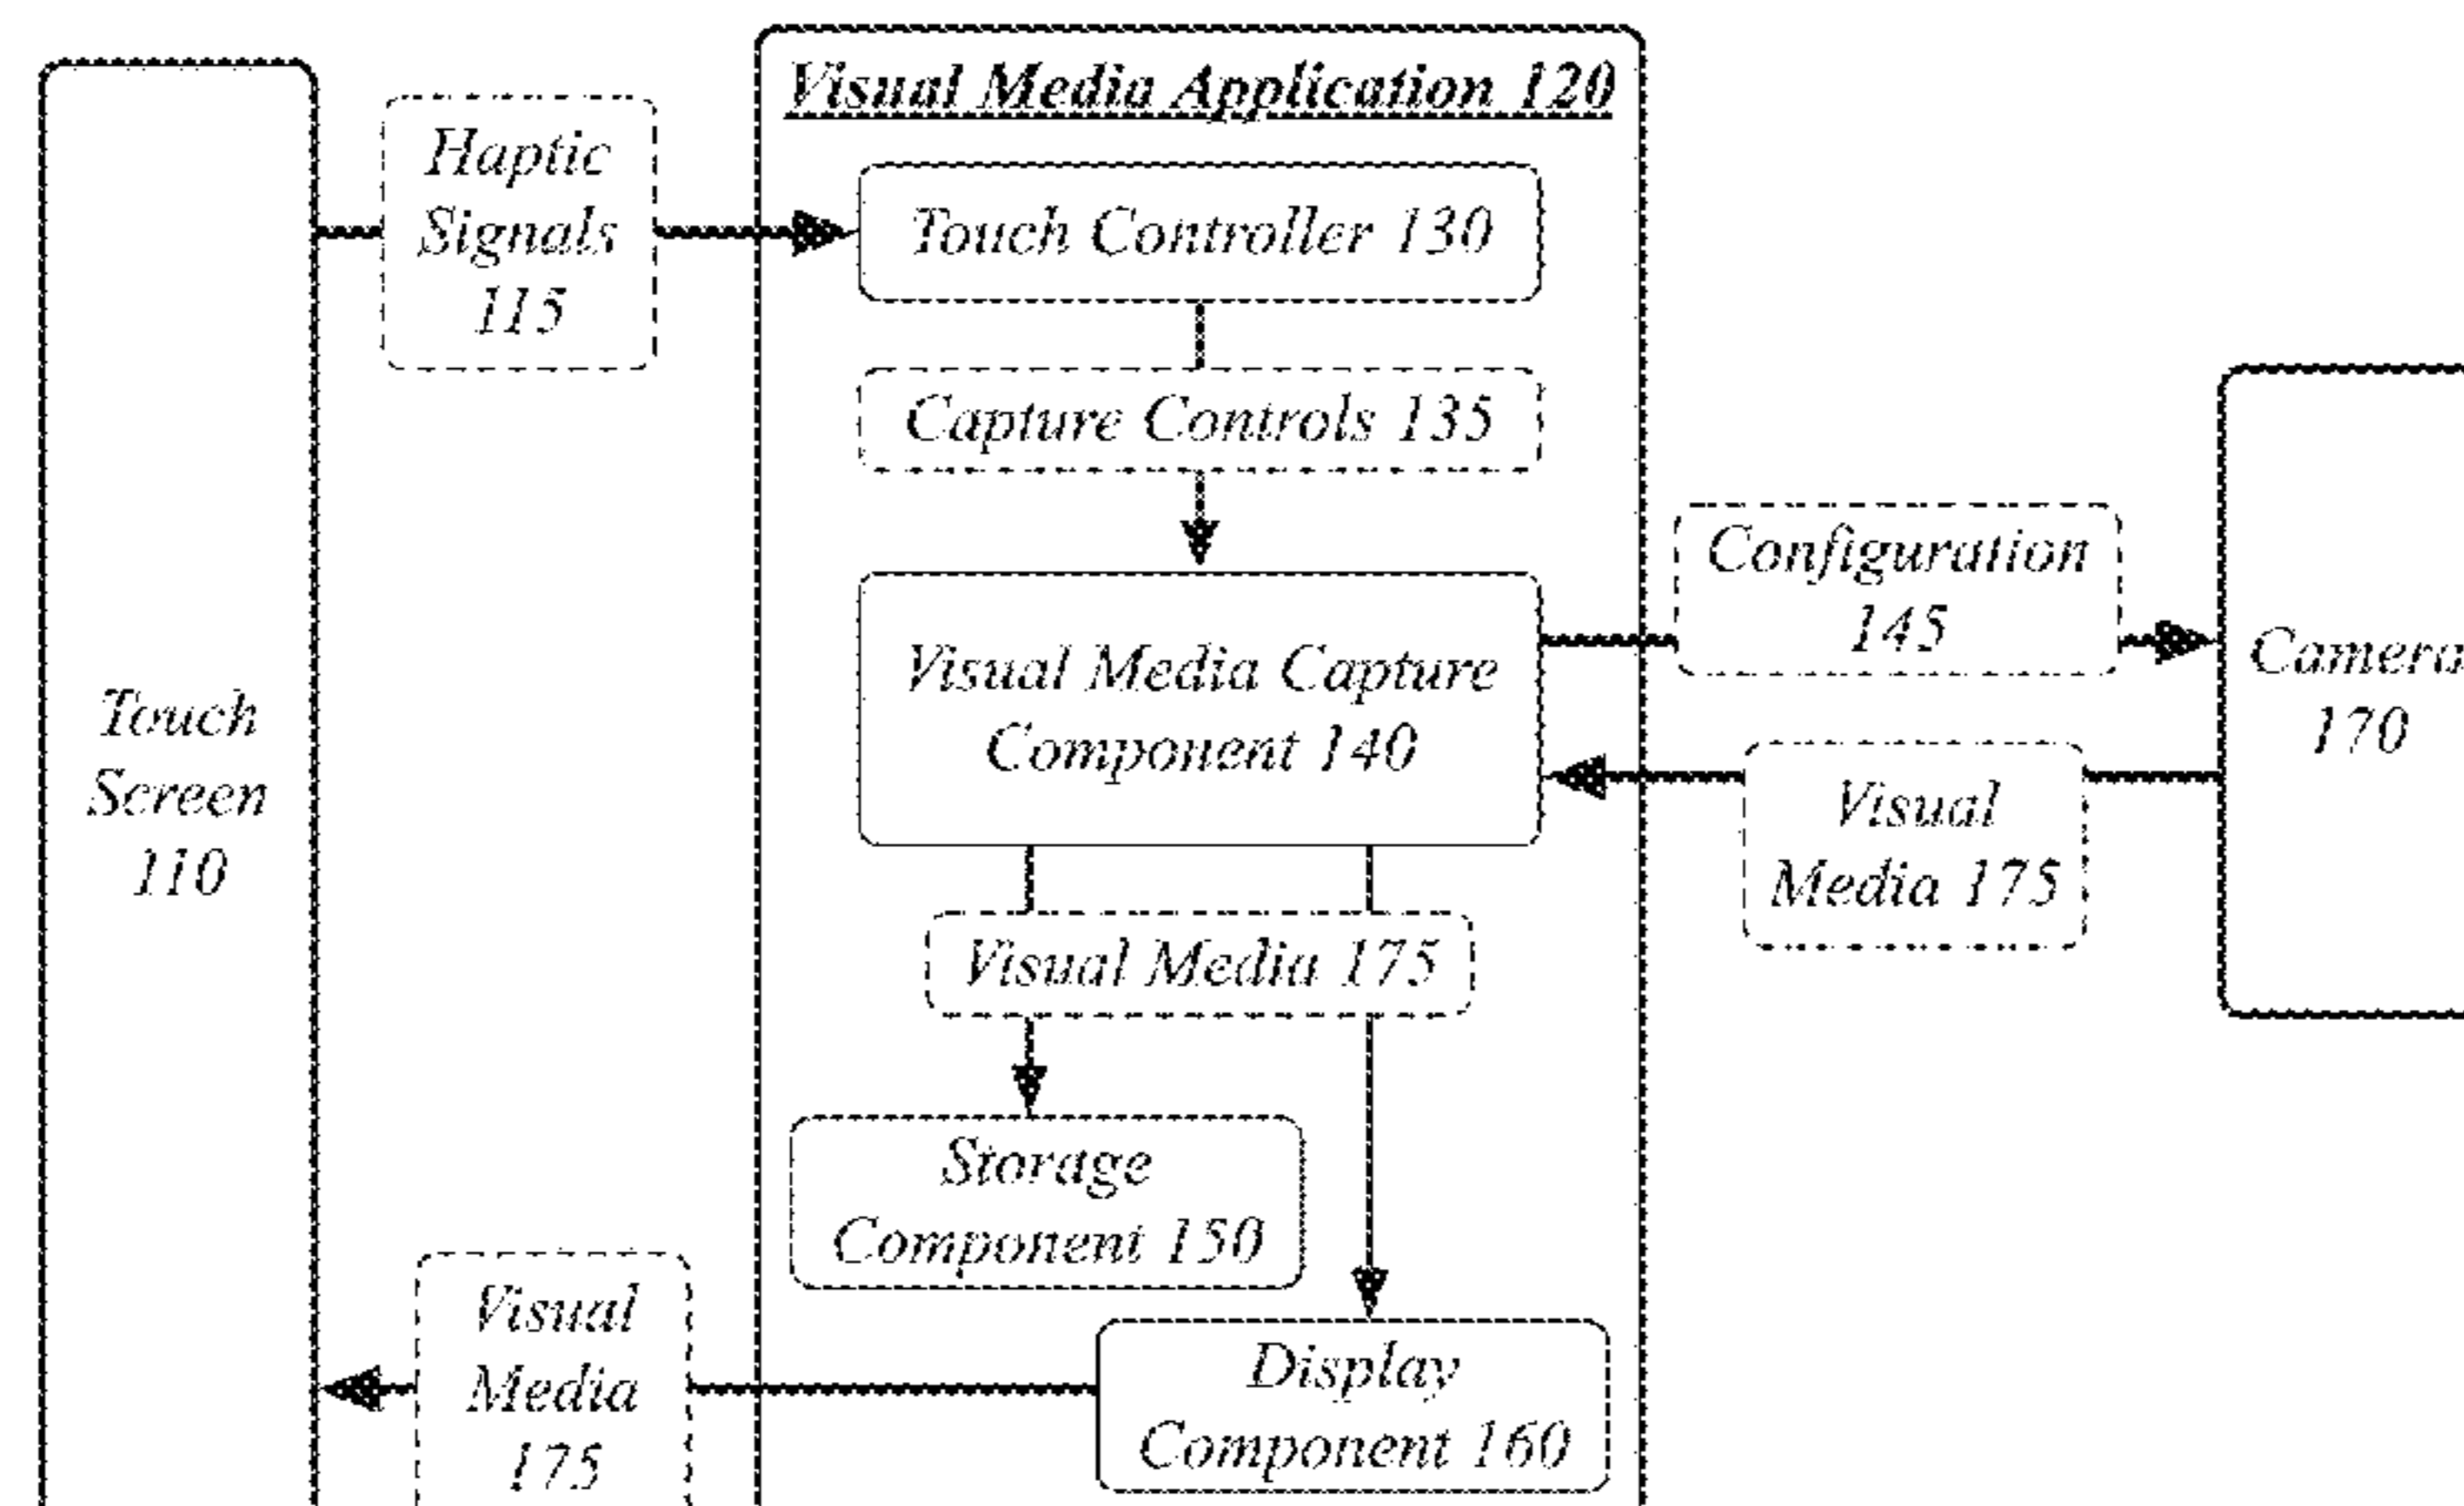 Visual Media Application 120
Haptic
Signals
115
Touch Controller 130
Capture Controls 135
Configuration
145
Visual Media Capture
Component 140
Camera
170
Touch
Screen
110
Visual
Media 175
Visual Media 175
Storage
Component 150
Visual
Media
175
Display
Component 160